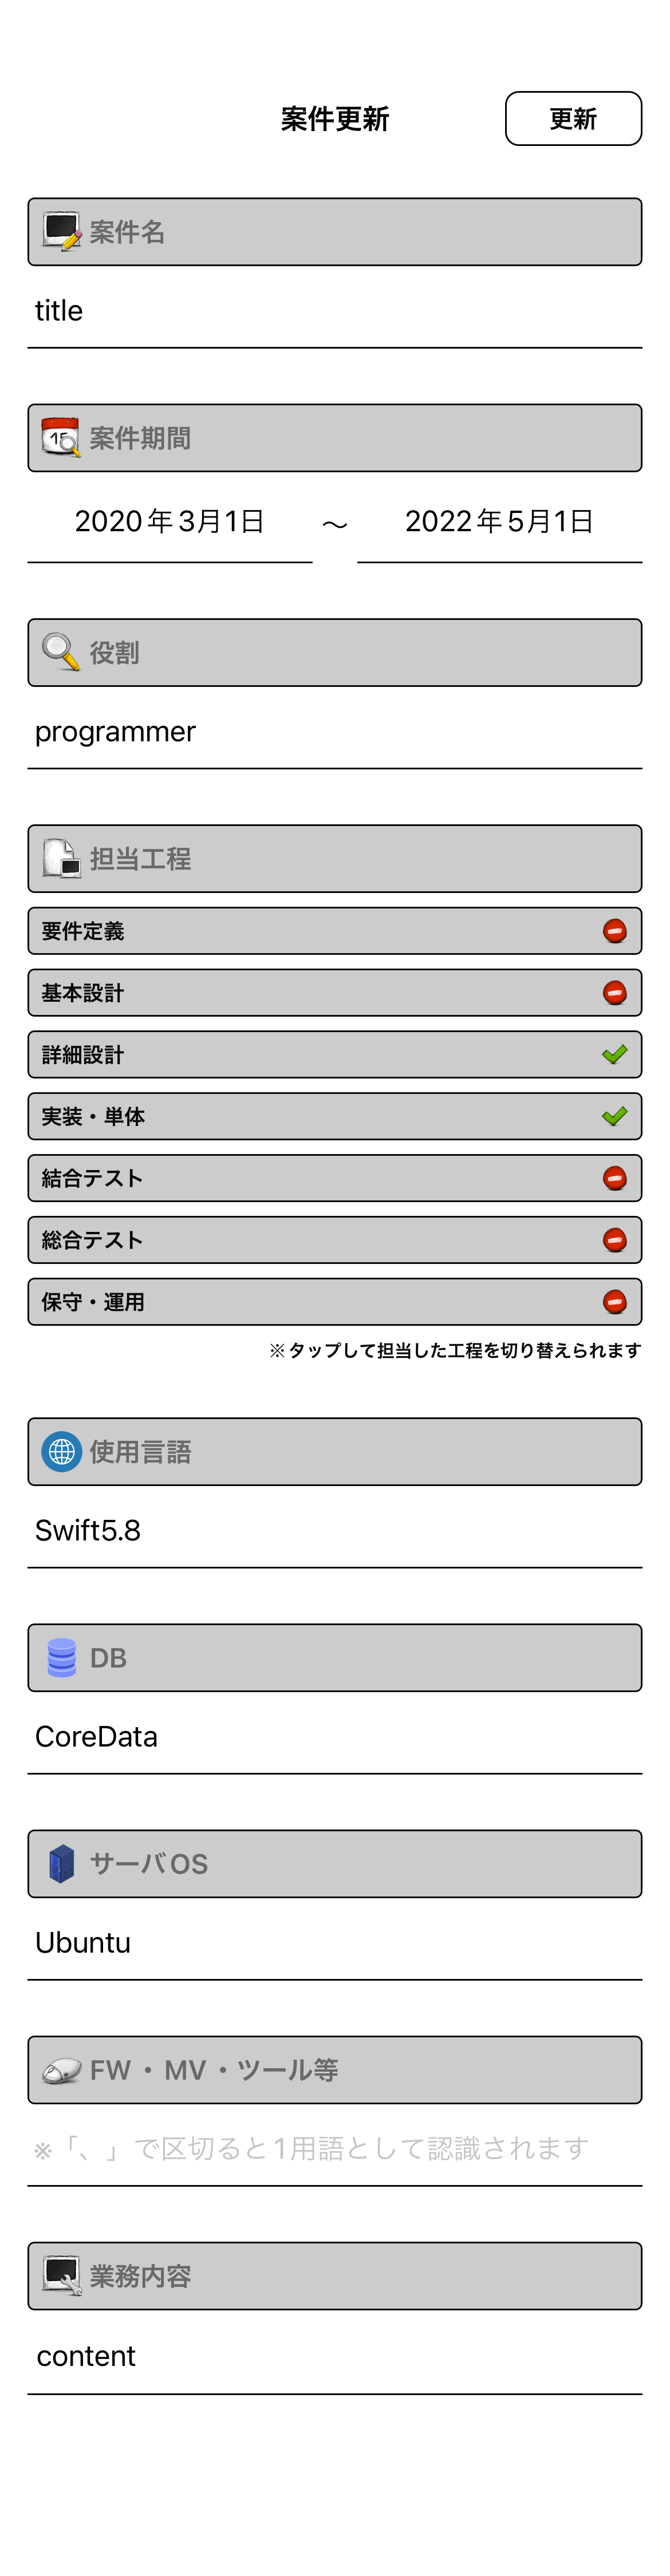 案件更新
更新
案件名
title
案件期間
2020年3月1日 〜 2022年5月1日
役割
programmer
担当工程
要件定義
基本設計
詳細設計
実装・単体
結合テスト
総合テスト
保守・運用
※タップして担当した工程を切り替えられます
使用言語
Swift5.8
DB
CoreData
サーバOS
Ubuntu
FW・MV・ツール等
※「、」で区切ると1用語として認識されます
業務内容
content